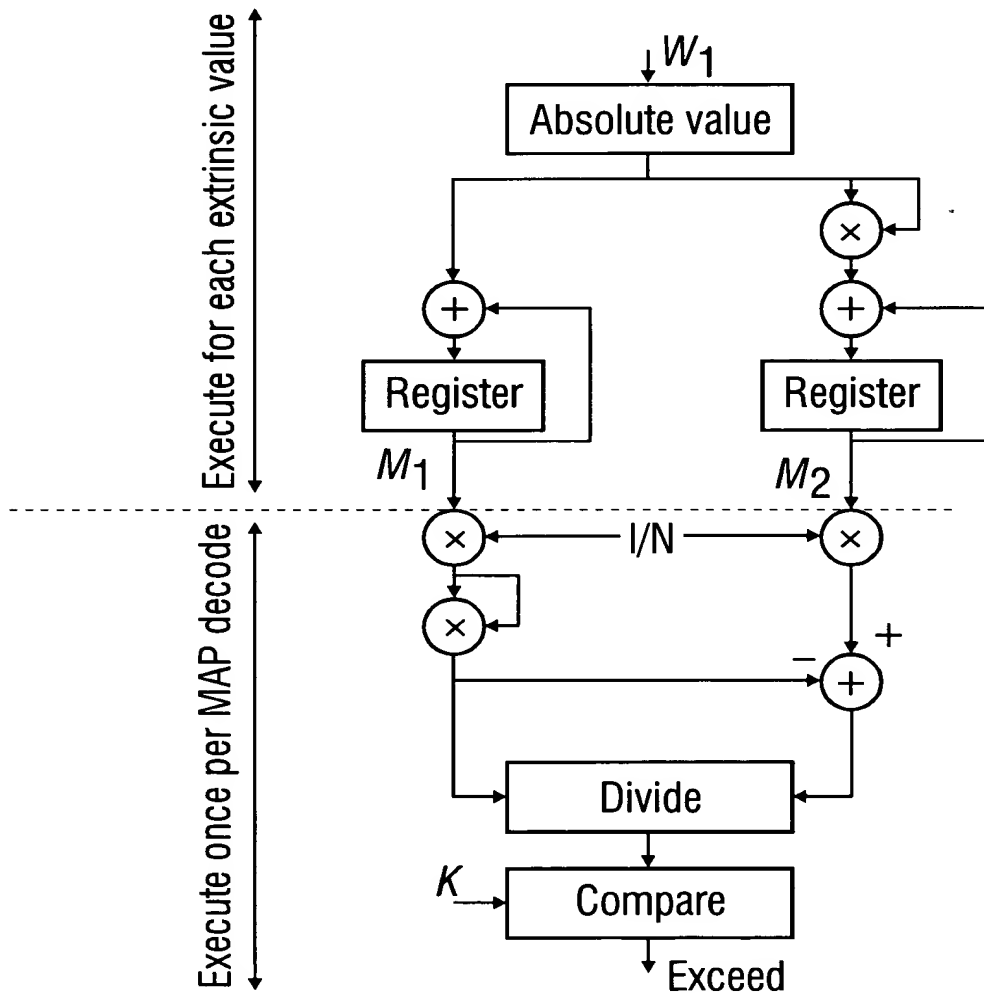 Execute for each extrinsic value
W1
Absolute value
×
+
+
Register
Register
M1
M2
×
I/N
×
×
+
−
+
Execute once per MAP decode
Divide
K
Compare
Exceed